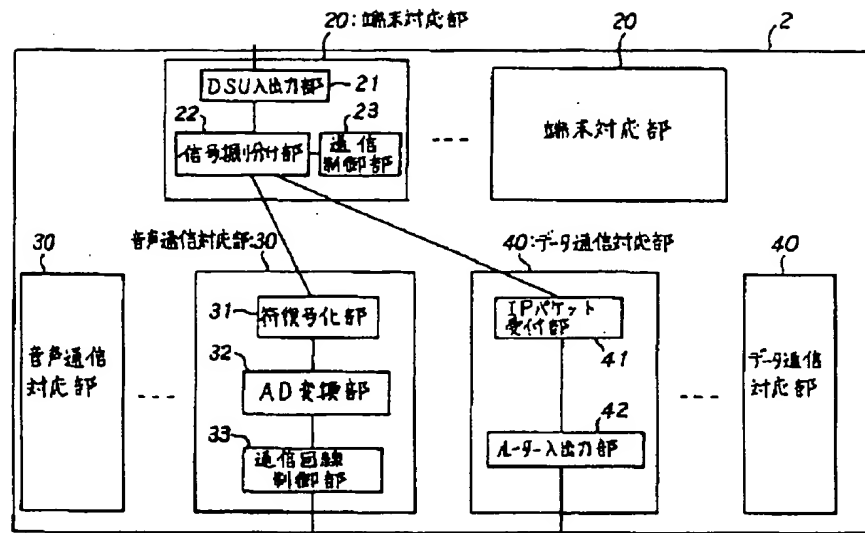 20:端末対応部
2
20
DSU入出力部
21
22
23
信号振り分け部
通信
制御部
端末対応部
30
音声通信対応部:30
40:データ通信対応部
40
31
符復号化部
IPパケット
受付部
41
32
AD変換部
音声通信
対応部
データ通信
対応部
42
33
通信回線
制御部
ルーター入出力部